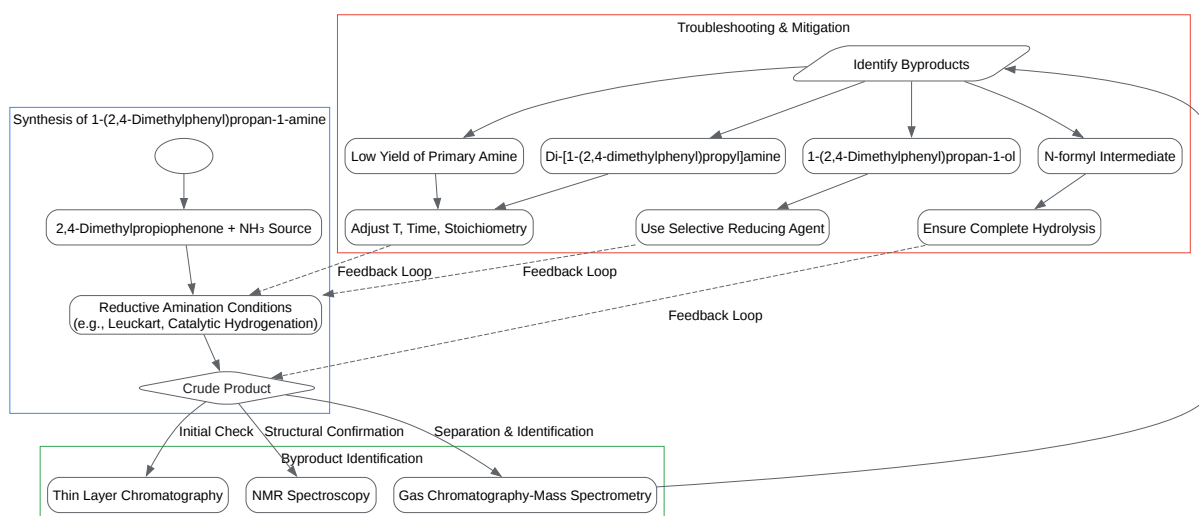 Troubleshooting & Mitigation
Identify Byproducts
Synthesis of 1-(2,4-Dimethylphenyl)propan-1-amine
Low Yield of Primary Amine
Di-[1-(2,4-dimethylphenyl)propyl]amine
1-(2,4-Dimethylphenyl)propan-1-ol
N-formyl Intermediate
2,4-Dimethylpropiophenone + NH₃ Source
Adjust T, Time, Stoichiometry
Use Selective Reducing Agent
Ensure Complete Hydrolysis
Feedback Loop
Feedback Loop
Feedback Loop
Reductive Amination Conditions
(e.g., Leuckart, Catalytic Hydrogenation)
Crude Product
Initial Check
Structural Confirmation
Separation & Identification
Byproduct Identification
Thin Layer Chromatography
NMR Spectroscopy
Gas Chromatography-Mass Spectrometry